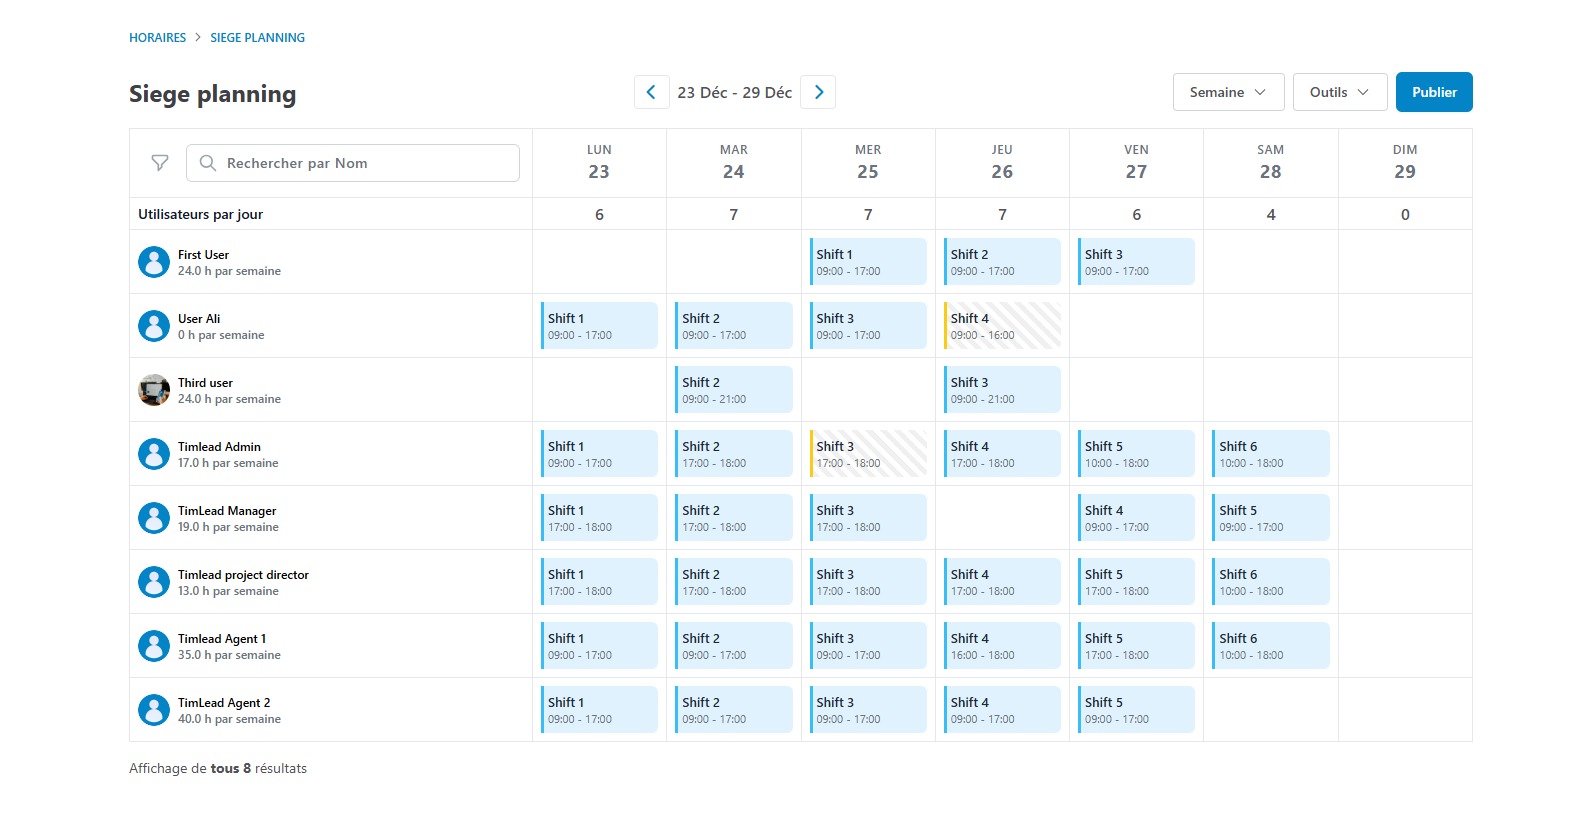 HORAIRES > SIEGE PLANNING
Siege planning
23 Déc - 29 Déc
Semaine
Outils
Publier
Rechercher par Nom
LUN
23
MAR
24
MER
25
JEU
26
VEN
27
SAM
28
DIM
29
Utilisateurs par jour
6 7 7 7 6 4 0
First User
24.0 h par semaine
Shift 1 Shift 2 Shift 3
09:00 - 17:00 09:00 - 17:00 09:00 - 17:00
User Ali
0 h par semaine
Shift 1 Shift 2 Shift 3 Shift 4
09:00 - 17:00 09:00 - 17:00 09:00 - 17:00 09:00 - 16:00
Third user
24.0 h par semaine
Shift 2 Shift 3
09:00 - 21:00 09:00 - 21:00
Timlead Admin
17.0 h par semaine
Shift 1 Shift 2 Shift 3 Shift 4 Shift 5 Shift 6
09:00 - 17:00 17:00 - 18:00 17:00 - 18:00 17:00 - 18:00 10:00 - 18:00 10:00 - 18:00
TimLead Manager
19.0 h par semaine
Shift 1 Shift 2 Shift 3 Shift 4 Shift 5
17:00 - 18:00 17:00 - 18:00 17:00 - 18:00 09:00 - 17:00 09:00 - 17:00
Timlead project director
13.0 h par semaine
Shift 1 Shift 2 Shift 3 Shift 4 Shift 5 Shift 6
17:00 - 18:00 17:00 - 18:00 17:00 - 18:00 17:00 - 18:00 17:00 - 18:00 10:00 - 18:00
Timlead Agent 1
35.0 h par semaine
Shift 1 Shift 2 Shift 3 Shift 4 Shift 5 Shift 6
09:00 - 17:00 09:00 - 17:00 09:00 - 17:00 16:00 - 18:00 17:00 - 18:00 10:00 - 18:00
TimLead Agent 2
40.0 h par semaine
Shift 1 Shift 2 Shift 3 Shift 4 Shift 5
09:00 - 17:00 09:00 - 17:00 09:00 - 17:00 09:00 - 17:00 09:00 - 17:00
Affichage de tous 8 résultats